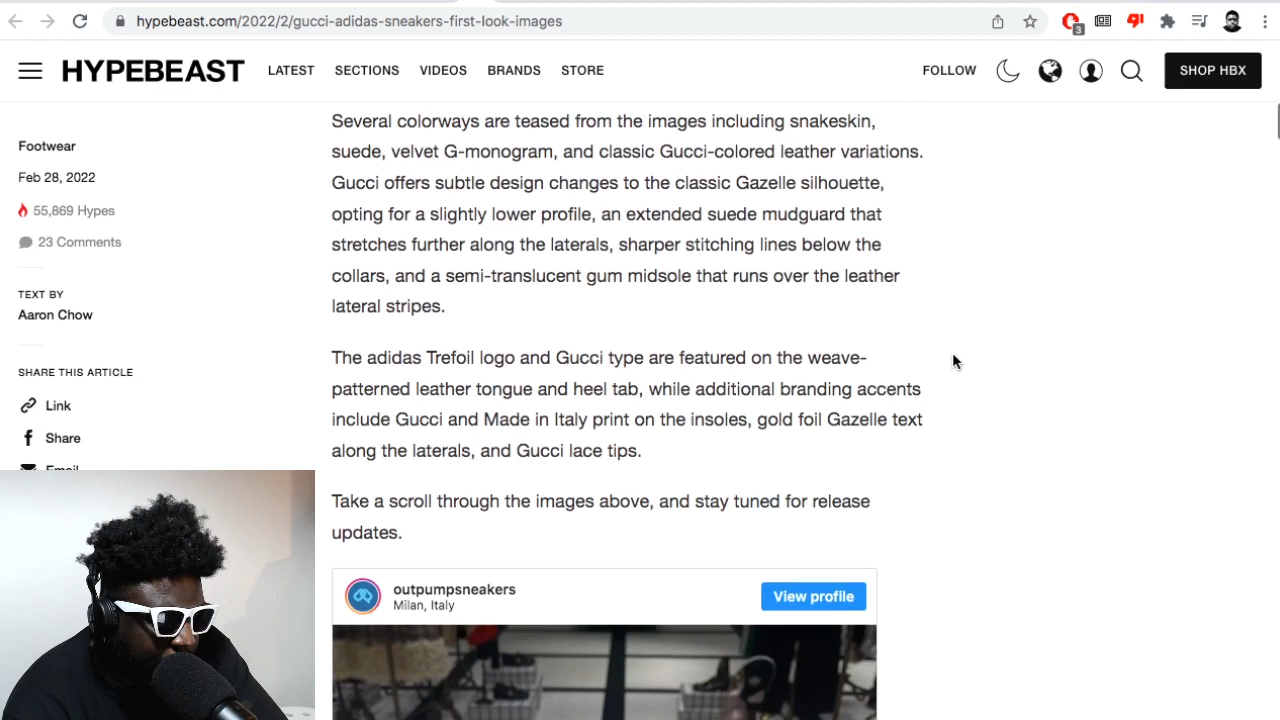 hypebeast.com/2022/2/gucci-adidas-sneakers-first-look-images
3
HYPEBEAST
LATEST
SECTIONS
VIDEOS
BRANDS
STORE
FOLLOW
SHOP HBX
Footwear
Feb 28, 2022
55,869 Hypes
23 Comments
TEXT BY
Aaron Chow
SHARE THIS ARTICLE
Link
Share
Email
Several colorways are teased from the images including snakeskin,
suede, velvet G-monogram, and classic Gucci-colored leather variations.
Gucci offers subtle design changes to the classic Gazelle silhouette,
opting for a slightly lower profile, an extended suede mudguard that
stretches further along the laterals, sharper stitching lines below the
collars, and a semi-translucent gum midsole that runs over the leather
lateral stripes.
The adidas Trefoil logo and Gucci type are featured on the weave-
patterned leather tongue and heel tab, while additional branding accents
include Gucci and Made in Italy print on the insoles, gold foil Gazelle text
along the laterals, and Gucci lace tips.
Take a scroll through the images above, and stay tuned for release
updates.
outpumpsneakers
Milan, Italy
View profile